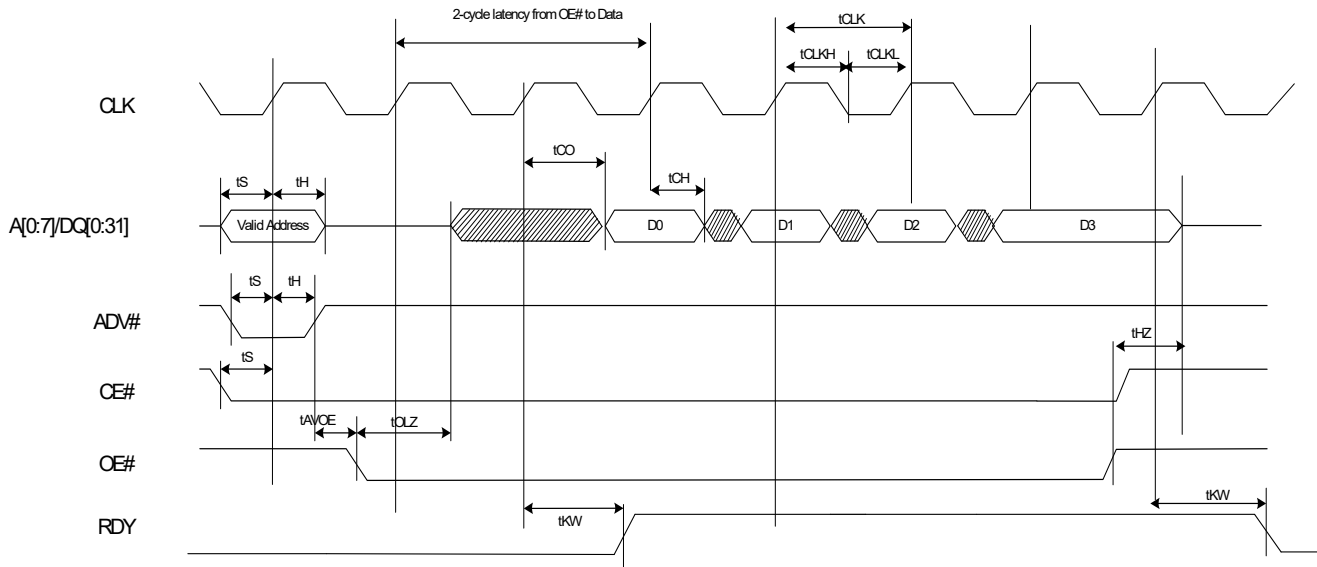 2-cycle latency from OE# to Data
tCLK
tCLKH
tCLKL
CLK
tCO
tCH
tS
tH
A[0:7]/DQ[0:31]
Valid Address
D0
D1
D2
D3
tS
tH
ADV#
tHZ
tS
CE#
tAVOE
tOLZ
OE#
tKW
tKW
RDY